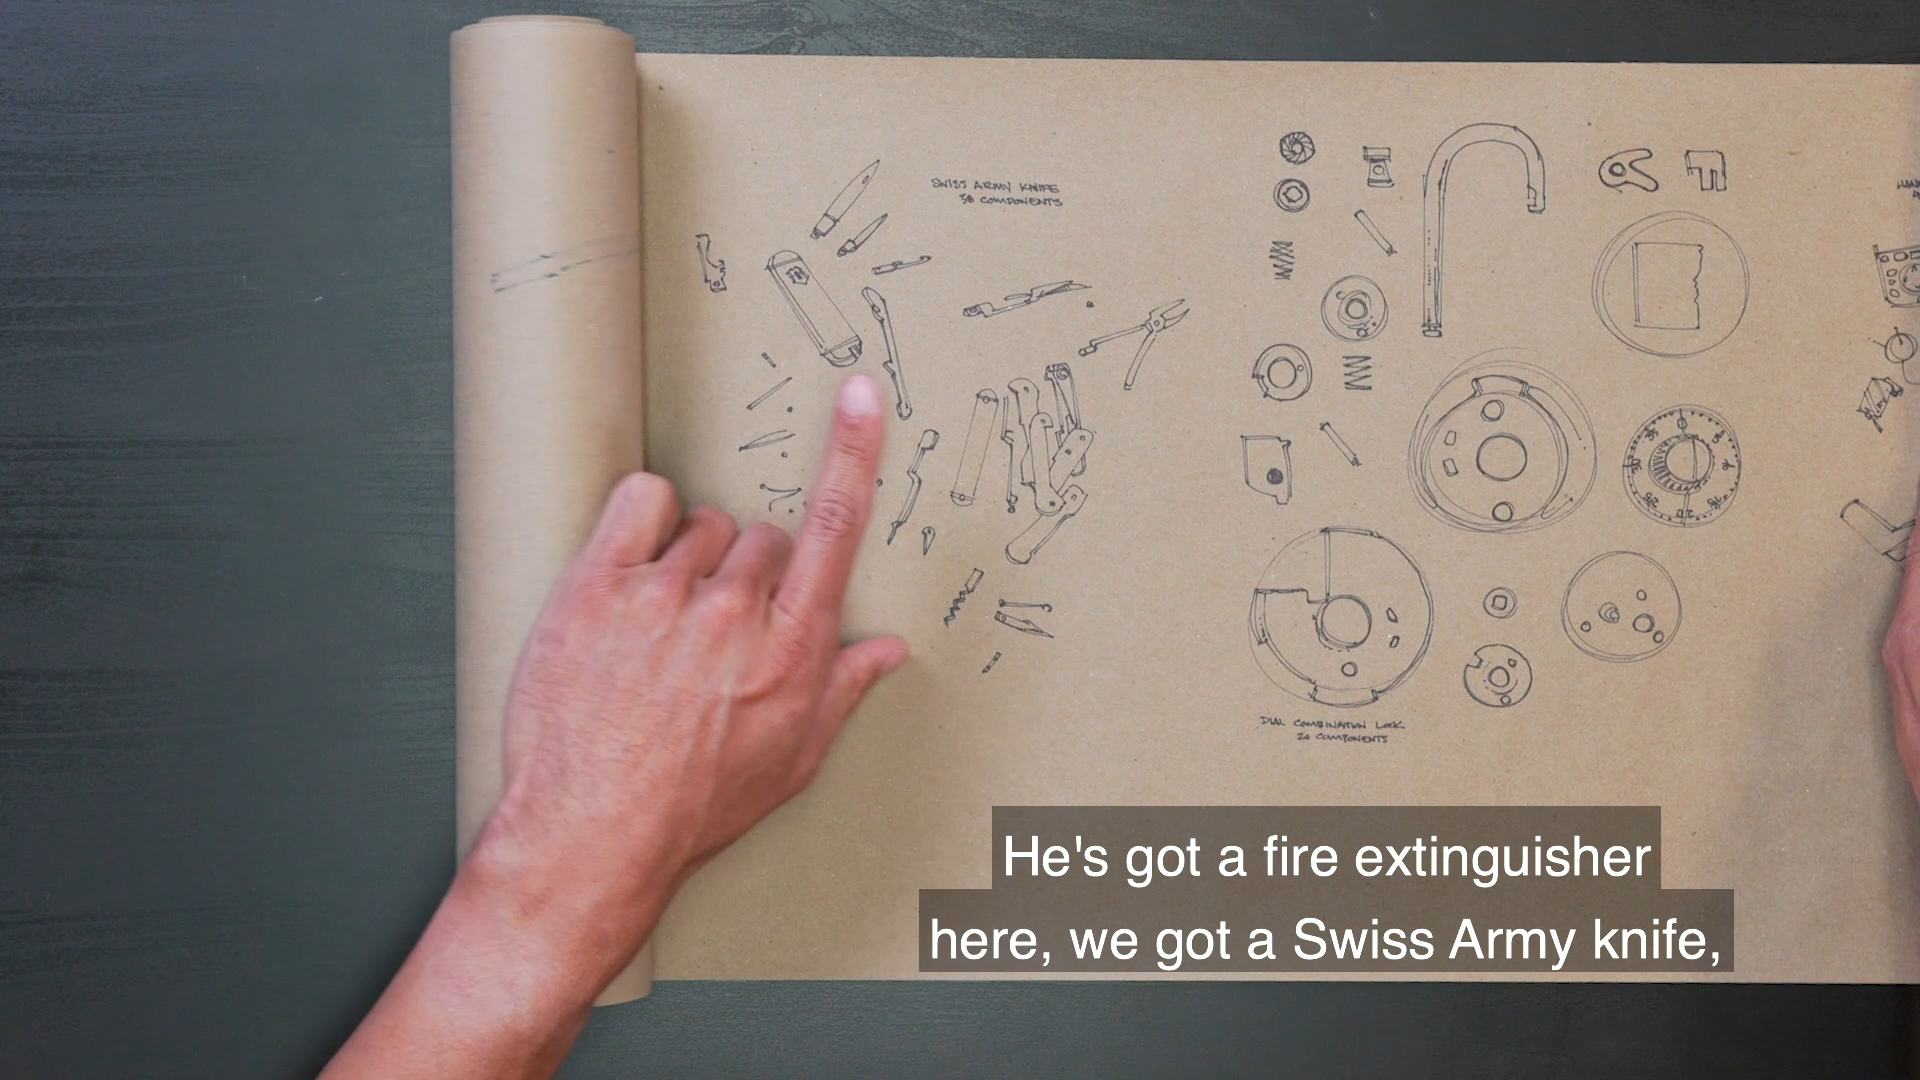 SWISS ARMY KNIFE
38 COMPONENTS
DIAL COMBINATION LOCK
20 COMPONENTS
He's got a fire extinguisher
here, we got a Swiss Army knife,